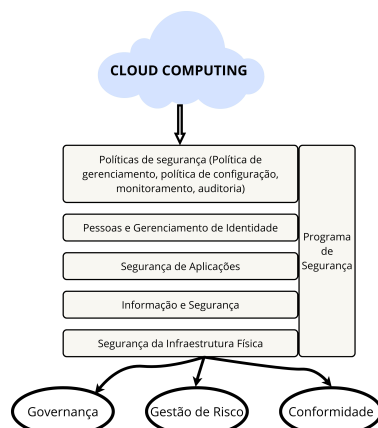 CLOUD COMPUTING
Políticas de segurança (Política de
gerenciamento, política de configuração,
monitoramento, auditoria)
Pessoas e Gerenciamento de Identidade
Segurança de Aplicações
Informação e Segurança
Segurança da Infraestrutura Física
Programa
de
Segurança
Governança
Gestão de Risco
Conformidade